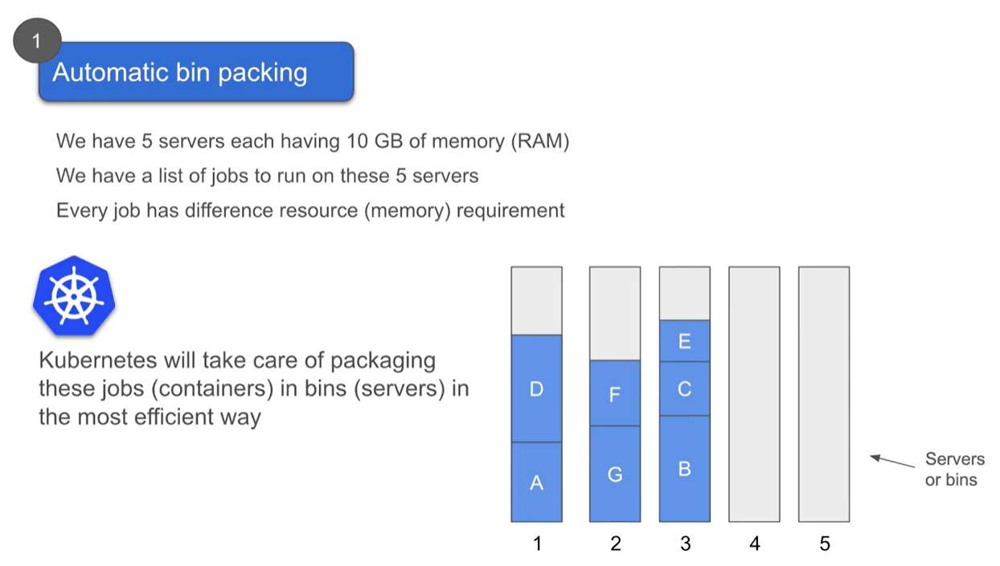 1
Automatic bin packing
We have 5 servers each having 10 GB of memory (RAM)
We have a list of jobs to run on these 5 servers
Every job has difference resource (memory) requirement
Kubernetes will take care of packaging
these jobs (containers) in bins (servers) in
the most efficient way
D
A
F
G
E
C
B
Servers
or bins
1
2
3
4
5